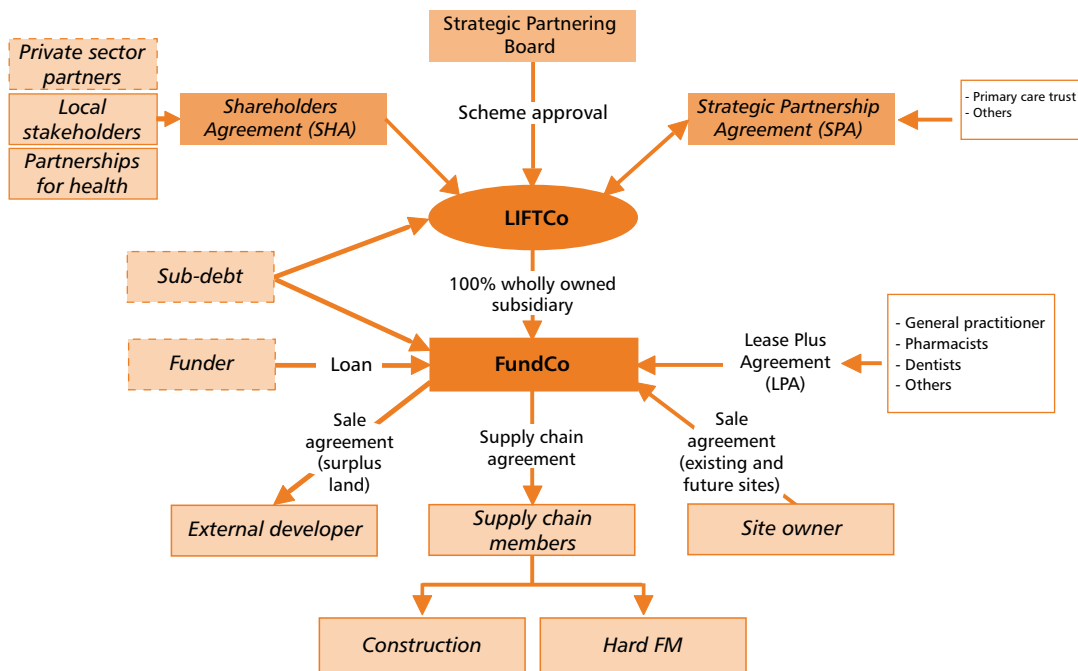 Strategic Partnering
Board
Private sector
partners
Local
stakeholders
Partnerships
for health
Shareholders
Agreement (SHA)
Scheme approval
Strategic Partnership
Agreement (SPA)
- Primary care trust
- Others
LIFTCo
Sub-debt
100% wholly owned
subsidiary
Funder
Loan
FundCo
Lease Plus
Agreement
(LPA)
- General practitioner
- Pharmacists
- Dentists
- Others
Sale
agreement
(surplus
land)
Supply chain
agreement
Sale
agreement
(existing and
future sites)
External developer
Supply chain
members
Site owner
Construction
Hard FM